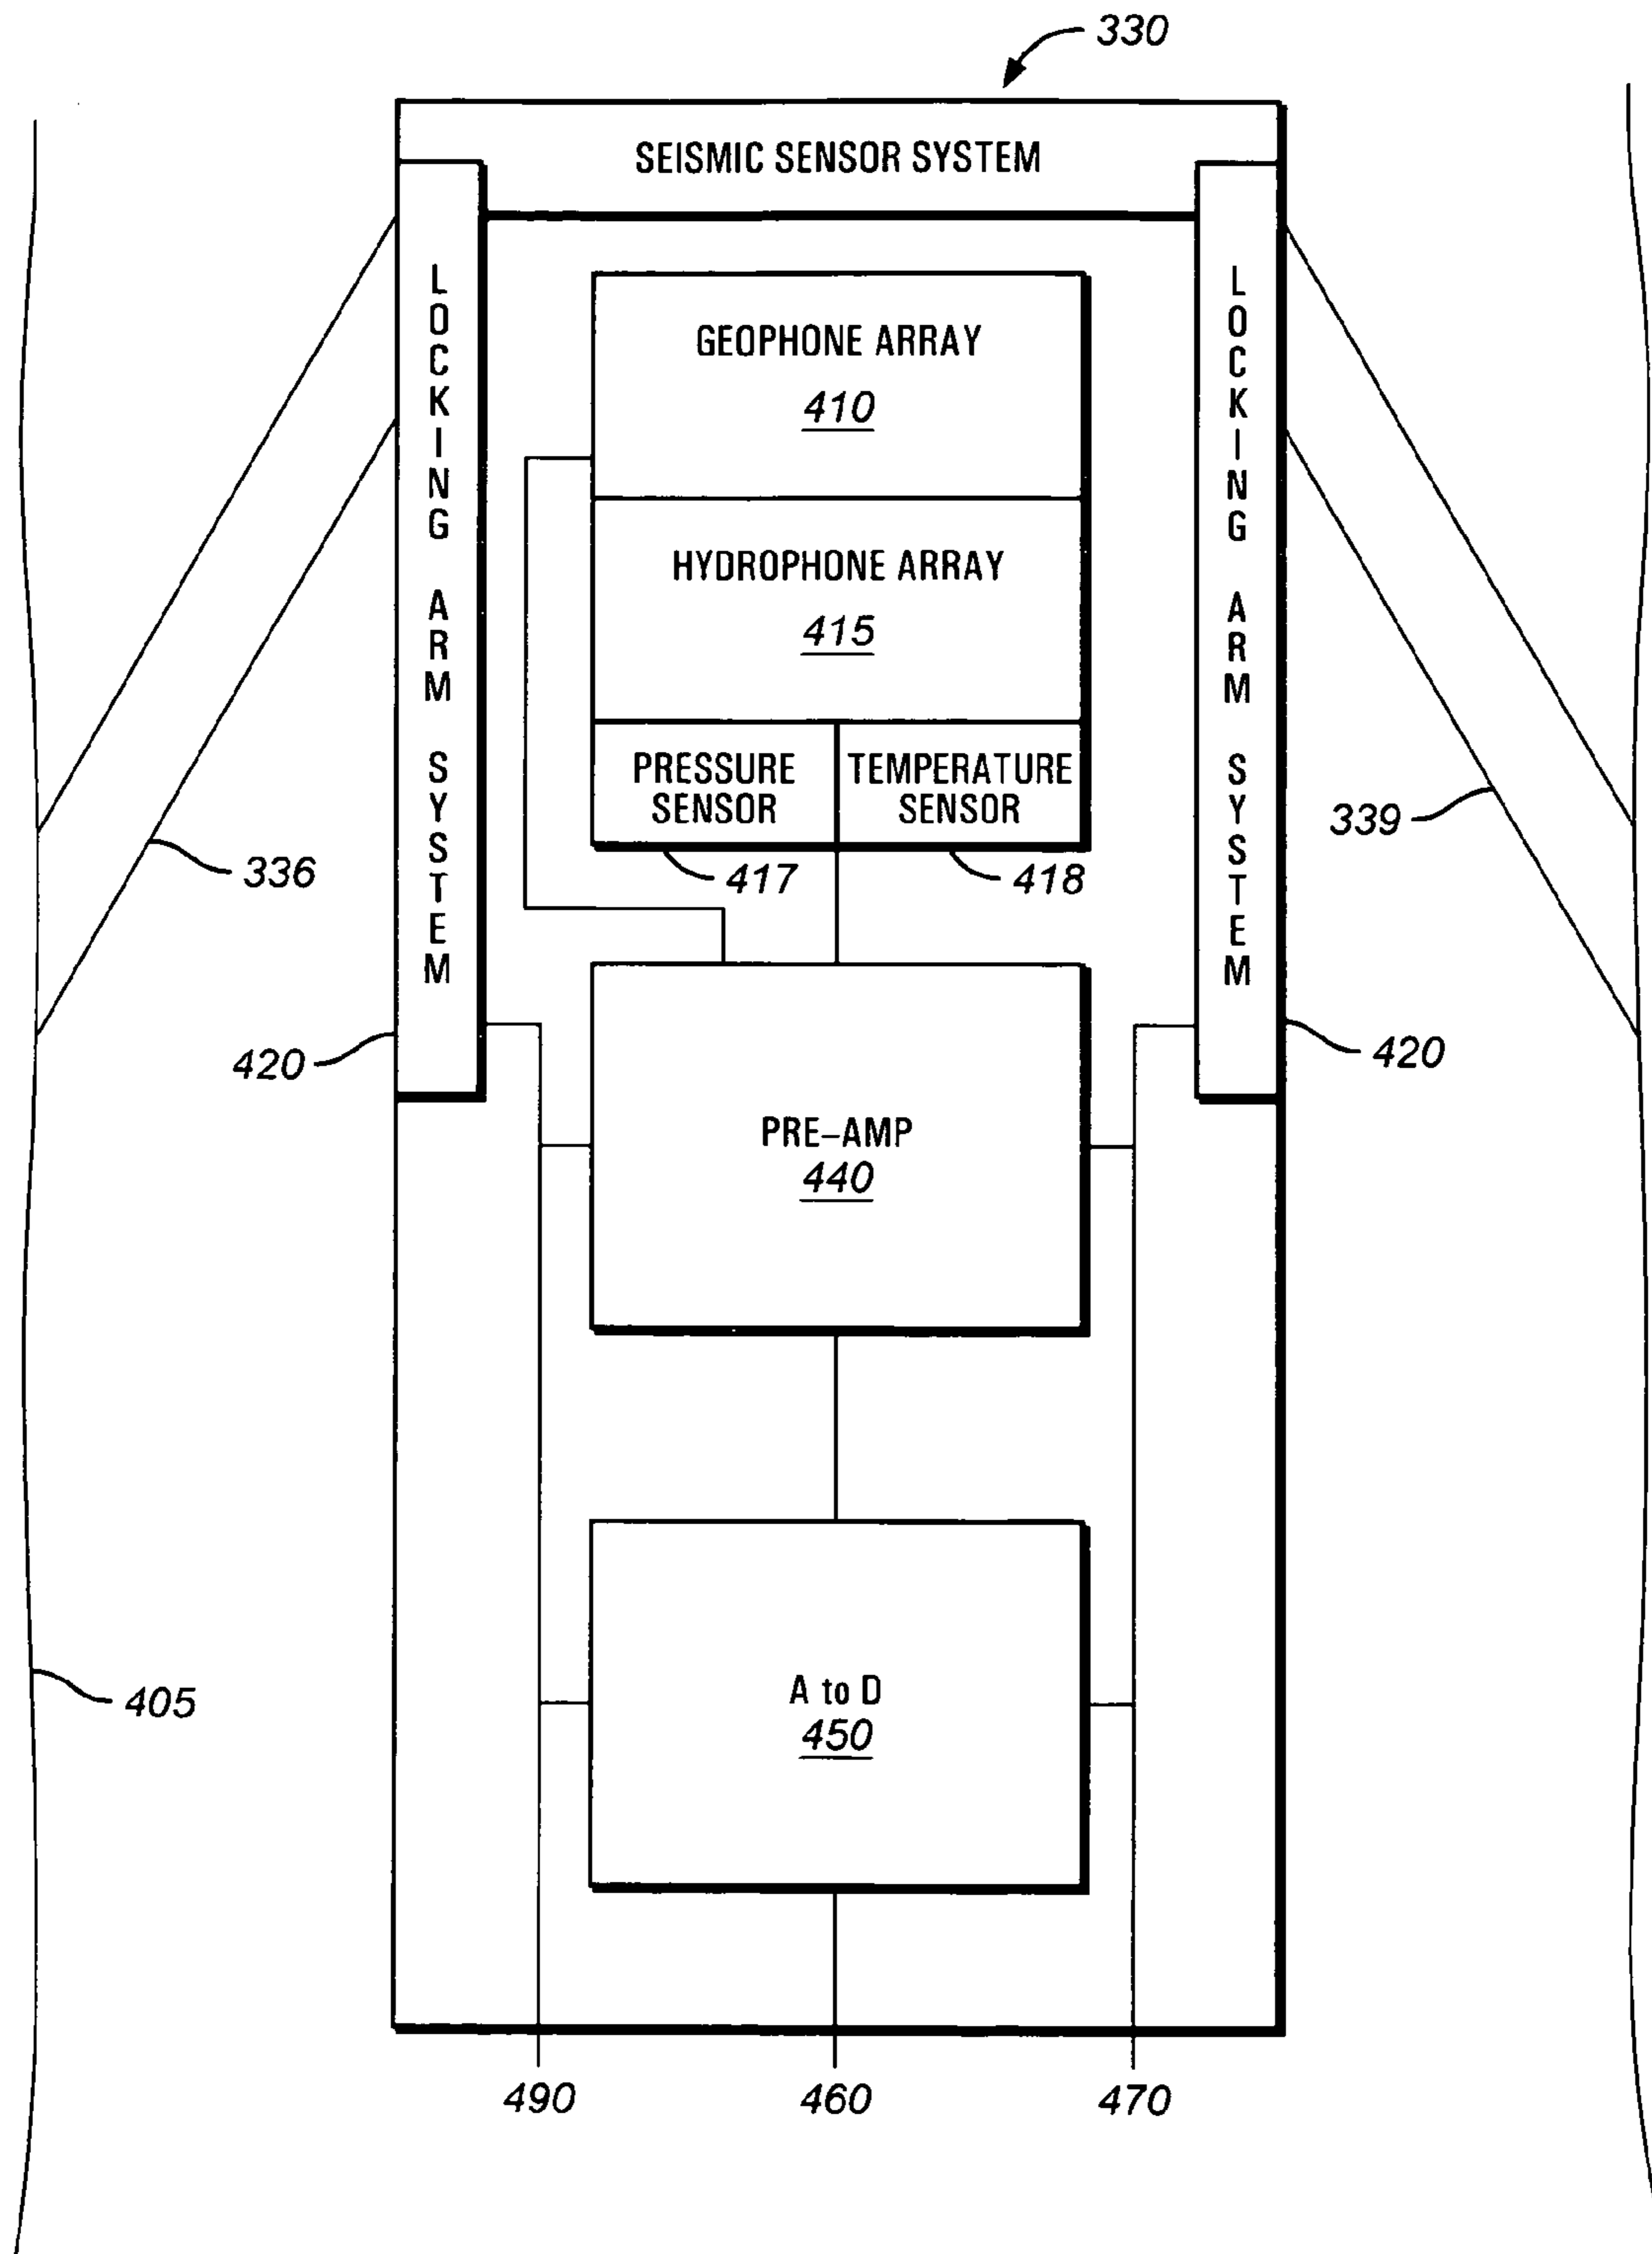 330
SEISMIC SENSOR SYSTEM
LOCKING ARM SYSTEM
LOCKING ARM SYSTEM
GEOPHONE ARRAY
410
HYDROPHONE ARRAY
415
PRESSURE
SENSOR
TEMPERATURE
SENSOR
417
418
336
339
420
420
PRE-AMP
440
A to D
450
405
490
460
470